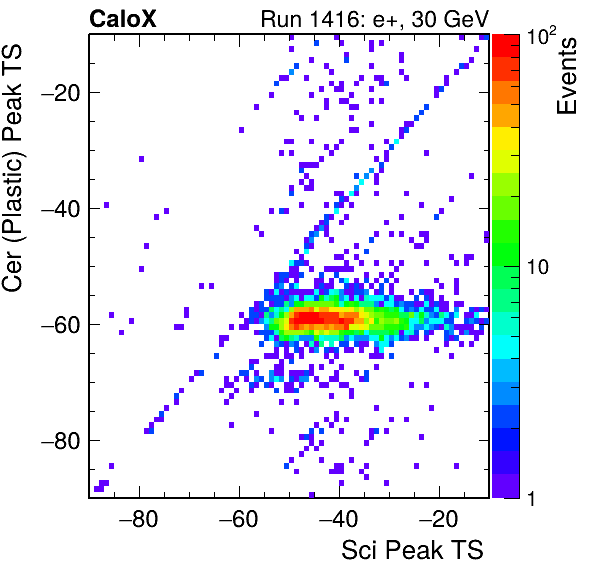 CaloX Run 1416: e+, 30 GeV
Cer (Plastic) Peak TS
−20
−40
−60
−80
−80 −60 −40 −20
Sci Peak TS
10²
10
1
Events